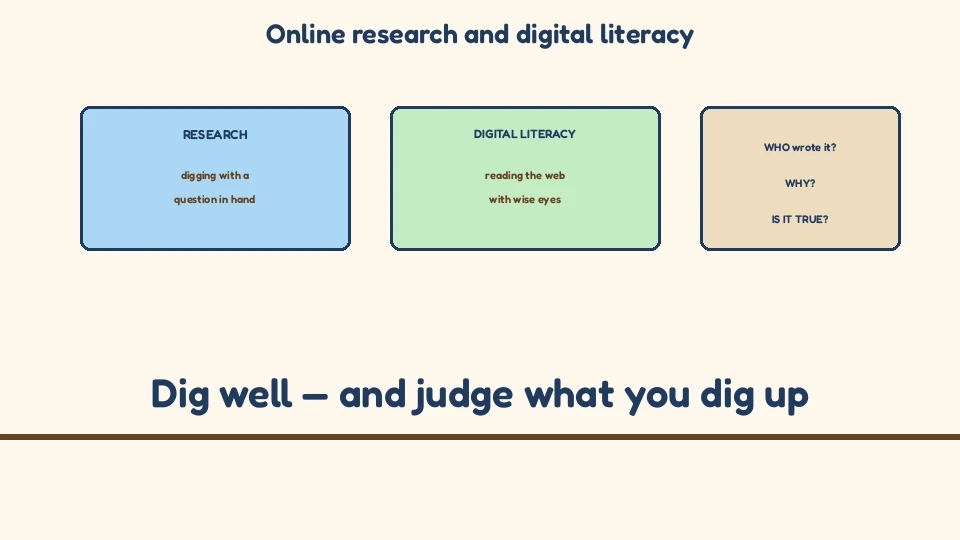 Online research and digital literacy
RESEARCH
digging with a
question in hand
DIGITAL LITERACY
reading the web
with wise eyes
WHO wrote it?
WHY?
IS IT TRUE?
Dig well — and judge what you dig up